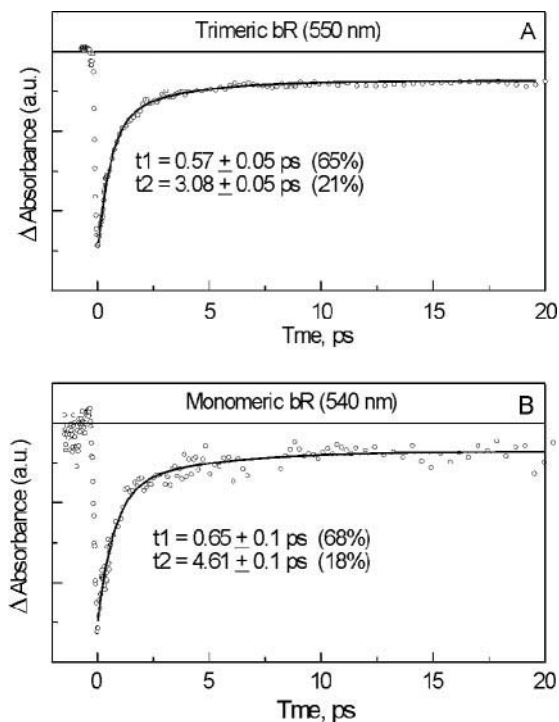 Trimeric bR (550 nm)
A
Δ Absorbance (a.u.)
t1 = 0.57 ± 0.05 ps (65%)
t2 = 3.08 ± 0.05 ps (21%)
0 5 10 15 20
Tme, ps
Monomeric bR (540 nm)
B
Δ Absorbance (a.u.)
t1 = 0.65 ± 0.1 ps (68%)
t2 = 4.61 ± 0.1 ps (18%)
0 5 10 15 20
Tme, ps